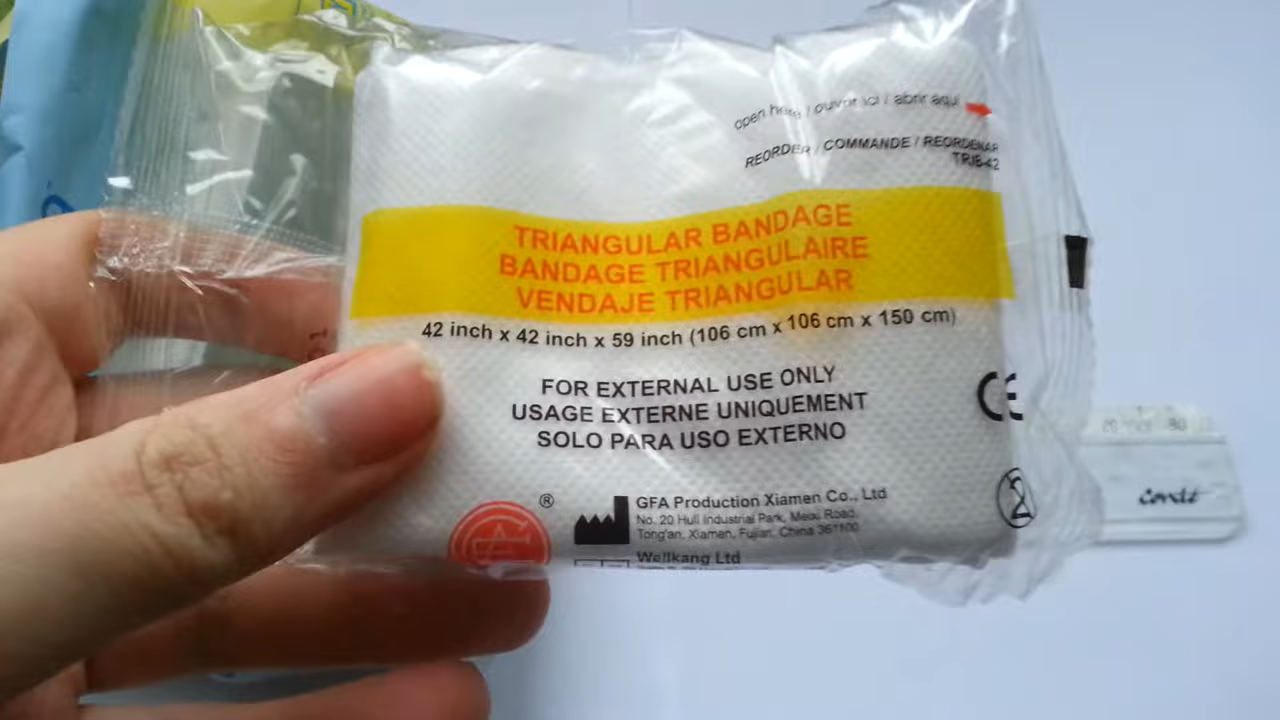 open here / ouvrir ici / abrir aquí
REORDER / COMMANDE / REORDENAR
TRIB-42
TRIANGULAR BANDAGE
BANDAGE TRIANGULAIRE
VENDAJE TRIANGULAR
42 inch x 42 inch x 59 inch (106 cm x 106 cm x 150 cm)
FOR EXTERNAL USE ONLY
USAGE EXTERNE UNIQUEMENT
SOLO PARA USO EXTERNO
CE
2
®
GFA Production Xiamen Co., Ltd
No. 20 Huli Industrial Park, Meixi Road,
Tong'an, Xiamen, Fujian, China 361100
Wellkang Ltd